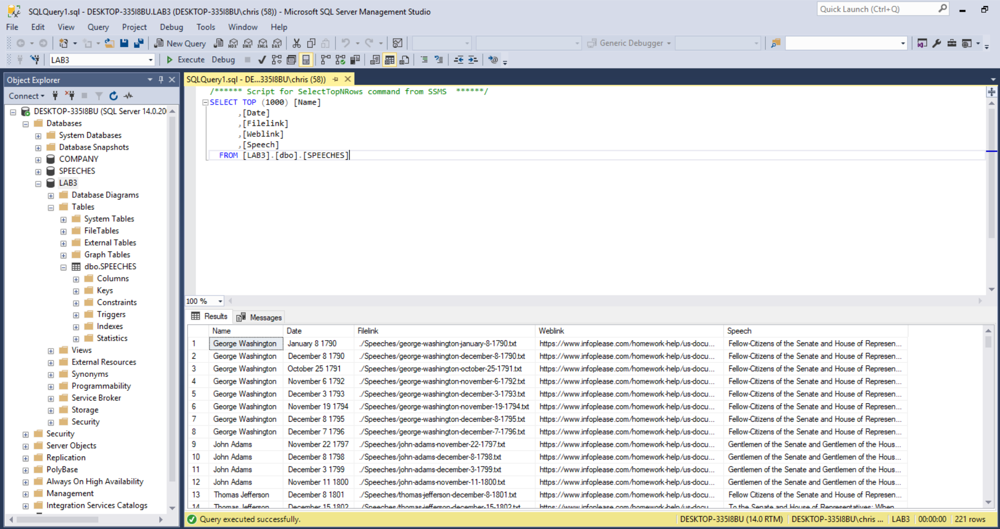 SQLQuery1.sql - DESKTOP-335I8BU.LAB3 (DESKTOP-335I8BU\chris (58)) - Microsoft SQL Server Management Studio
Quick Launch (Ctrl+Q)
File Edit View Query Project Debug Tools Window Help
New Query MDX DMX XMLA DAX Generic Debugger
LAB3 Execute Debug
Object Explorer
Connect
DESKTOP-335I8BU (SQL Server 14.0.20
Databases
System Databases
Database Snapshots
COMPANY
SPEECHES
LAB3
Database Diagrams
Tables
System Tables
FileTables
External Tables
Graph Tables
dbo.SPEECHES
Columns
Keys
Constraints
Triggers
Indexes
Statistics
Views
External Resources
Synonyms
Programmability
Service Broker
Storage
Security
Security
Server Objects
Replication
PolyBase
Always On High Availability
Management
Integration Services Catalogs
SQLQuery1.sql - DE...335I8BU\chris (58))
/****** Script for SelectTopNRows command from SSMS  ******/
SELECT TOP (1000) [Name]
,[Date]
,[Filelink]
,[Weblink]
,[Speech]
FROM [LAB3].[dbo].[SPEECHES]
100 %
Results Messages
Name Date Filelink Weblink Speech
1 George Washington January 8 1790 ./Speeches/george-washington-january-8-1790.txt https://www.infoplease.com/homework-help/us-docu... Fellow-Citizens of the Senate and House of Represen...
2 George Washington December 8 1790 ./Speeches/george-washington-december-8-1790.txt https://www.infoplease.com/homework-help/us-docu... Fellow-Citizens of the Senate and House of Represen...
3 George Washington October 25 1791 ./Speeches/george-washington-october-25-1791.txt https://www.infoplease.com/homework-help/us-docu... Fellow-Citizens of the Senate and House of Represen...
4 George Washington November 6 1792 ./Speeches/george-washington-november-6-1792.txt https://www.infoplease.com/homework-help/us-docu... Fellow-Citizens of the Senate and House of Represen...
5 George Washington December 3 1793 ./Speeches/george-washington-december-3-1793.txt https://www.infoplease.com/homework-help/us-docu... Fellow-Citizens of the Senate and House of Represen...
6 George Washington November 19 1794 ./Speeches/george-washington-november-19-1794.txt https://www.infoplease.com/homework-help/us-docu... Fellow-Citizens of the Senate and House of Represen...
7 George Washington December 8 1795 ./Speeches/george-washington-december-8-1795.txt https://www.infoplease.com/homework-help/us-docu... Fellow-Citizens of the Senate and House of Represen...
8 George Washington December 7 1796 ./Speeches/george-washington-december-7-1796.txt https://www.infoplease.com/homework-help/us-docu... Fellow-Citizens of the Senate and House of Represen...
9 John Adams November 22 1797 ./Speeches/john-adams-november-22-1797.txt https://www.infoplease.com/homework-help/us-docu... Gentlemen of the Senate and Gentlemen of the Hous...
10 John Adams December 8 1798 ./Speeches/john-adams-december-8-1798.txt https://www.infoplease.com/homework-help/us-docu... Gentlemen of the Senate and Gentlemen of the Hous...
11 John Adams December 3 1799 ./Speeches/john-adams-december-3-1799.txt https://www.infoplease.com/homework-help/us-docu... Gentlemen of the Senate and Gentlemen of the Hous...
12 John Adams November 11 1800 ./Speeches/john-adams-november-11-1800.txt https://www.infoplease.com/homework-help/us-docu... Gentlemen of the Senate and Gentlemen of the Hous...
13 Thomas Jefferson December 8 1801 ./Speeches/thomas-jefferson-december-8-1801.txt https://www.infoplease.com/homework-help/us-docu... Fellow Citizens of the Senate and House of Represen...
14 Thomas Jefferson December 15 1802 ./Speeches/thomas-jefferson-december-15-1802.txt https://www.infoplease.com/homework-help/us-docu... To the Senate and House of Representatives: When
Query executed successfully. DESKTOP-335I8BU (14.0 RTM) DESKTOP-335I8BU\chris ... LAB3 00:00:00 221 rows